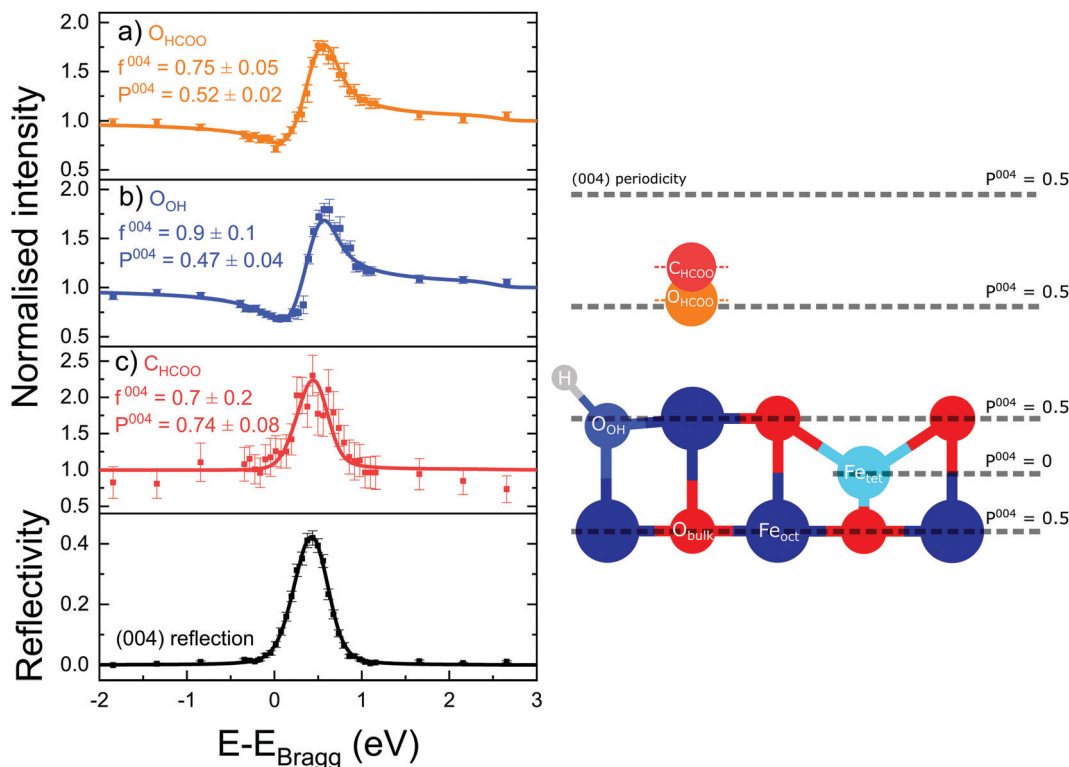 Normalised intensity
Reflectivity
2.0
1.5
1.0
0.5
a) O_HCOO
f^004 = 0.75 ± 0.05
P^004 = 0.52 ± 0.02
2.0
1.5
1.0
0.5
b) O_OH
f^004 = 0.9 ± 0.1
P^004 = 0.47 ± 0.04
2.5
2.0
1.5
1.0
0.5
c) C_HCOO
f^004 = 0.7 ± 0.2
P^004 = 0.74 ± 0.08
0.4
0.2
0.0
(004) reflection
-2 -1 0 1 2 3
E-E_Bragg (eV)
(004) periodicity
P^004 = 0.5
C_HCOO
O_HCOO
P^004 = 0.5
H
O_OH
P^004 = 0.5
Fe_tet
P^004 = 0
O_bulk
Fe_oct
P^004 = 0.5